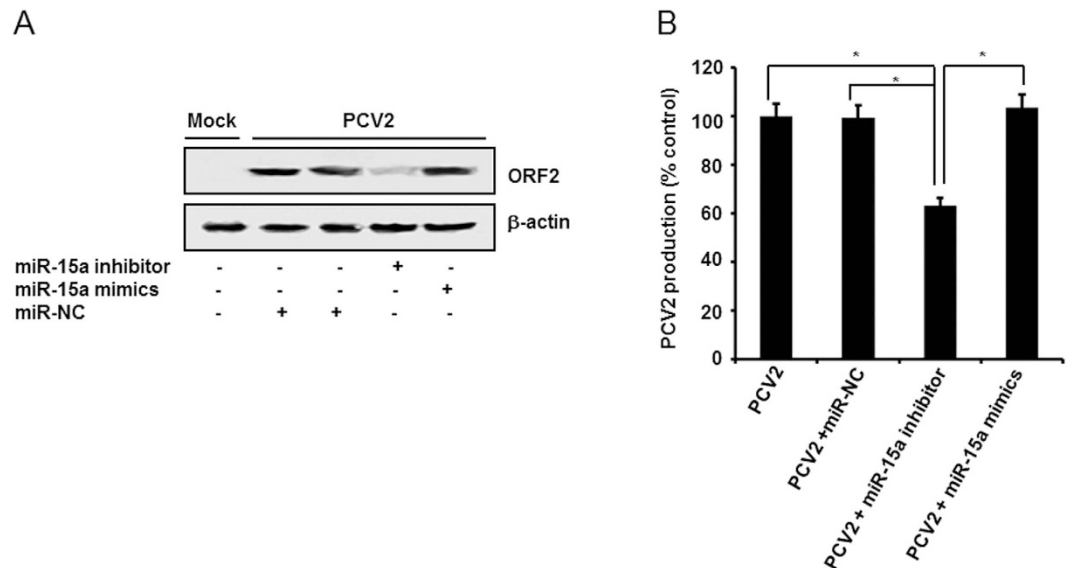 A
Mock PCV2
ORF2
β-actin
miR-15a inhibitor - - - + -
miR-15a mimics - - - - +
miR-NC - + + - -
B
PCV2 production (% control)
120
100
80
60
40
20
0
* * *
PCV2
PCV2 +miR-NC
PCV2 + miR-15a inhibitor
PCV2 + miR-15a mimics